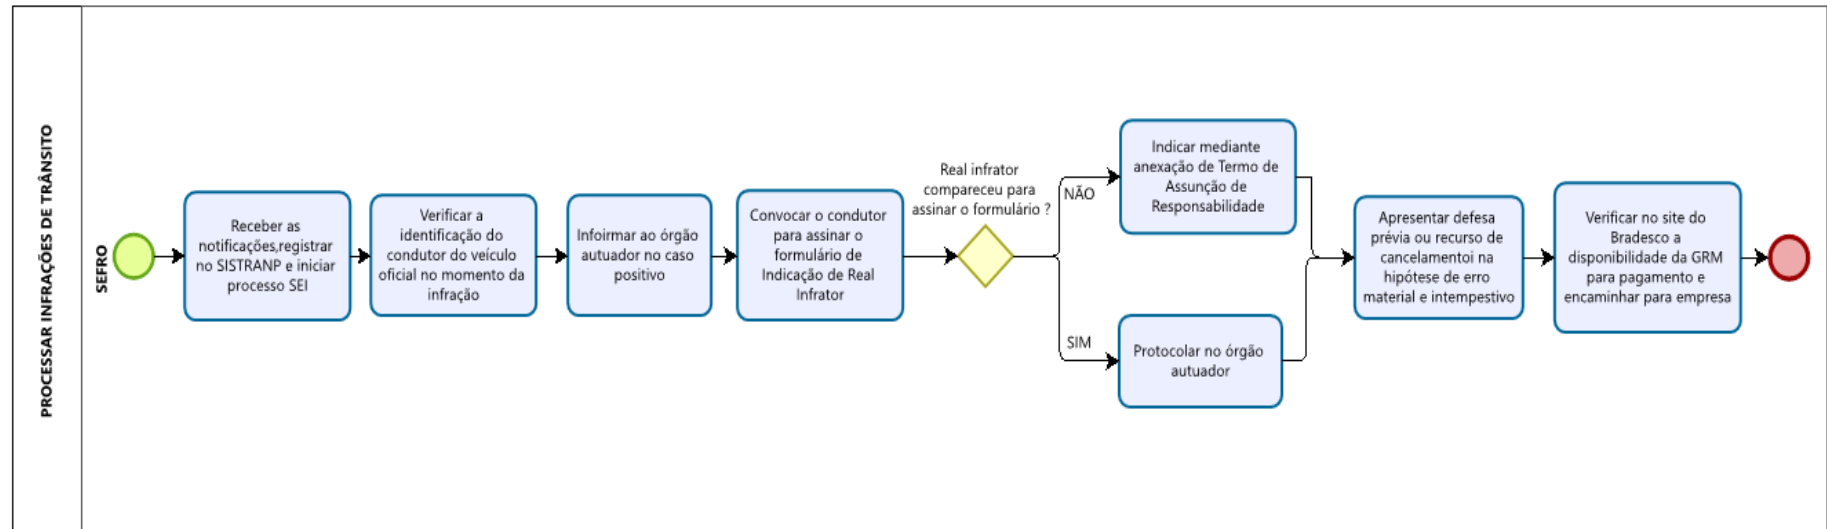 PROCESSAR INFRAÇÕES DE TRÂNSITO
SEFRO
Receber as
notificações,registrar
no SISTRANP e iniciar
processo SEI
Verificar a
identificação do
condutor do veículo
oficial no momento da
infração
Infoirmar ao órgão
autuador no caso
positivo
Convocar o condutor
para assinar o
formulário de
Indicação de Real
Infrator
Real infrator
compareceu para
assinar o formulário ?
NÃO
Indicar mediante
anexação de Termo de
Assunção de
Responsabilidade
SIM
Protocolar no órgão
autuador
Apresentar defesa
prévia ou recurso de
cancelamentoi na
hipótese de erro
material e intempestivo
Verificar no site do
Bradesco a
disponibilidade da GRM
para pagamento e
encaminhar para empresa